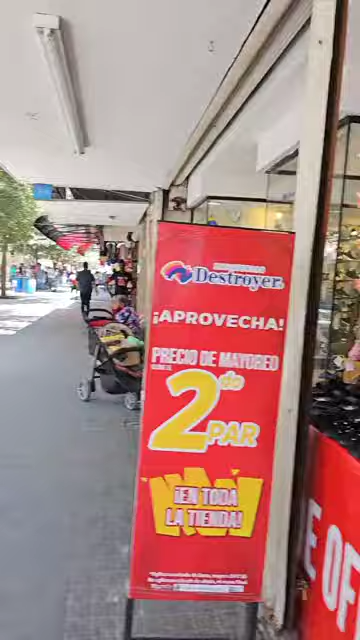 Destroyer
¡APROVECHA!
PRECIO DE MAYOREO
2do
PAR
¡EN TODA
LA TIENDA!
E OF